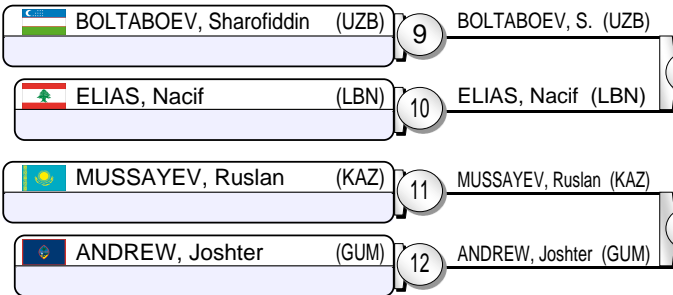 BOLTABOEV, Sharofiddin (UZB) 9 BOLTABOEV, S. (UZB)
ELIAS, Nacif (LBN) 10 ELIAS, Nacif (LBN)
MUSSAYEV, Ruslan (KAZ) 11 MUSSAYEV, Ruslan (KAZ)
ANDREW, Joshter (GUM) 12 ANDREW, Joshter (GUM)